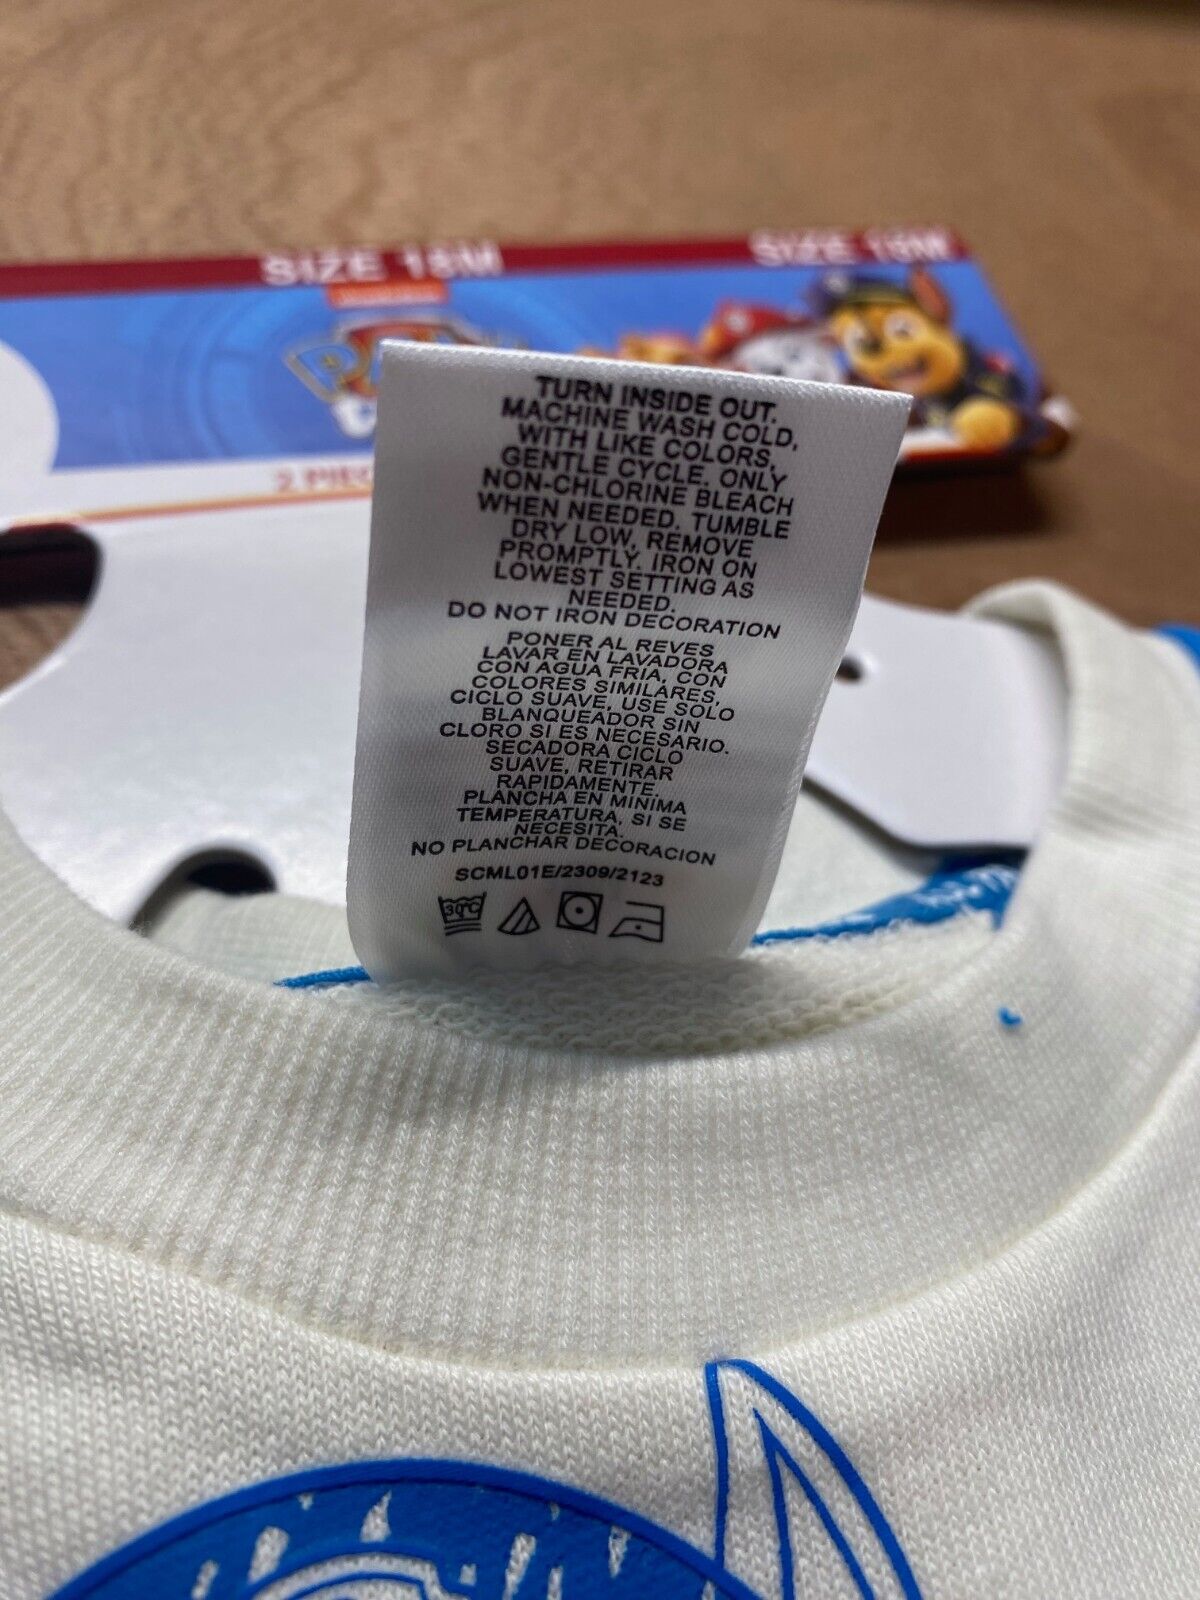 SIZE 18M
SIZE 18M
PAW
2 PIEC
TURN INSIDE OUT.
MACHINE WASH COLD,
WITH LIKE COLORS,
GENTLE CYCLE. ONLY
NON-CHLORINE BLEACH
WHEN NEEDED. TUMBLE
DRY LOW, REMOVE
PROMPTLY. IRON ON
LOWEST SETTING AS
NEEDED.
DO NOT IRON DECORATION
PONER AL REVES
LAVAR EN LAVADORA
CON AGUA FRIA, CON
COLORES SIMILARES,
CICLO SUAVE, USE SOLO
BLANQUEADOR SIN
CLORO SI ES NECESARIO.
SECADORA CICLO
SUAVE, RETIRAR
RAPIDAMENTE.
PLANCHA EN MINIMA
TEMPERATURA, SI SE
NECESITA.
NO PLANCHAR DECORACION
SCML01E/2309/2123
30°C